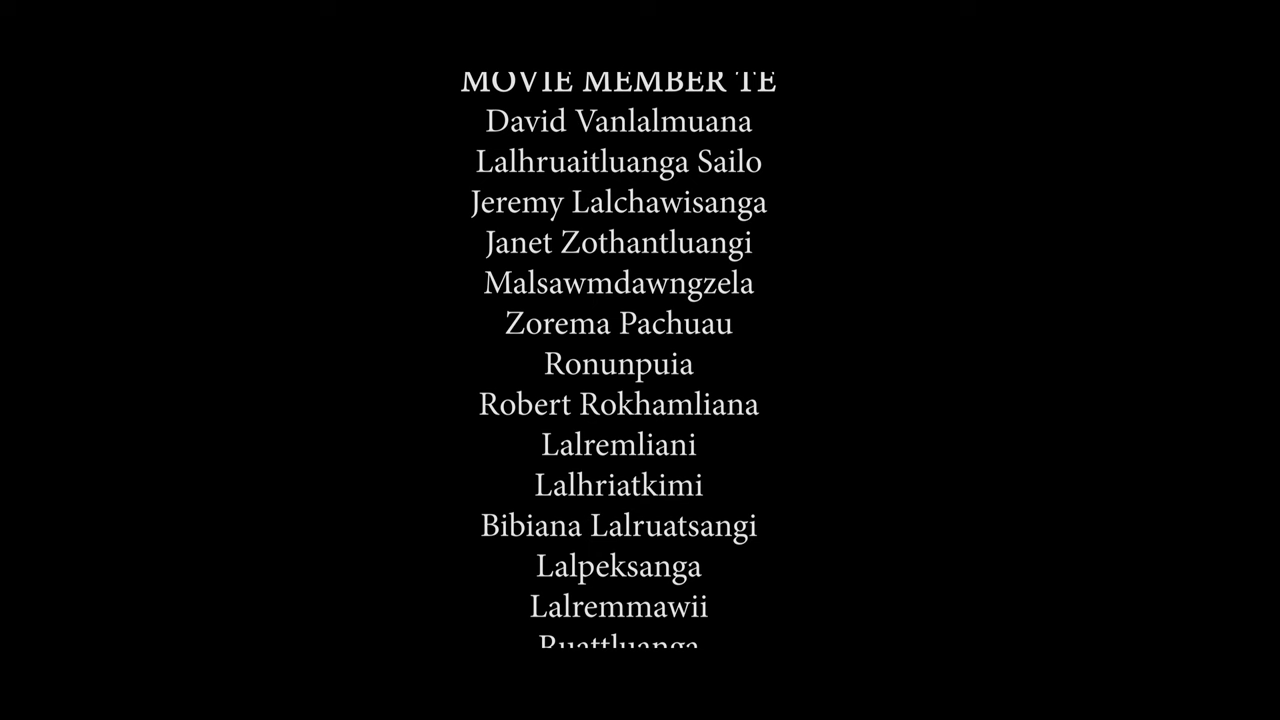 MOVIE MEMBER TE
David Vanlalmuana
Lalhruaitluanga Sailo
Jeremy Lalchawisanga
Janet Zothantluangi
Malsawmdawngzela
Zorema Pachuau
Ronunpuia
Robert Rokhamliana
Lalremliani
Lalhriatkimi
Bibiana Lalruatsangi
Lalpeksanga
Lalremmawii
Ruattluanga